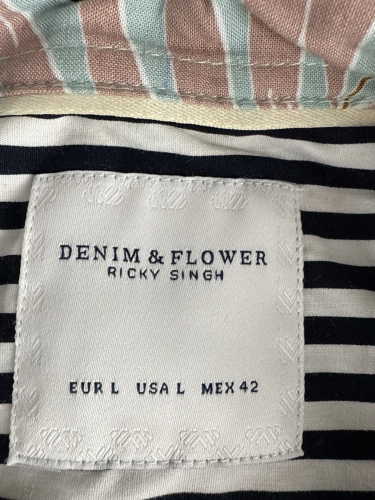 DENIM & FLOWER
RICKY SINGH
EUR L USA L MEX 42